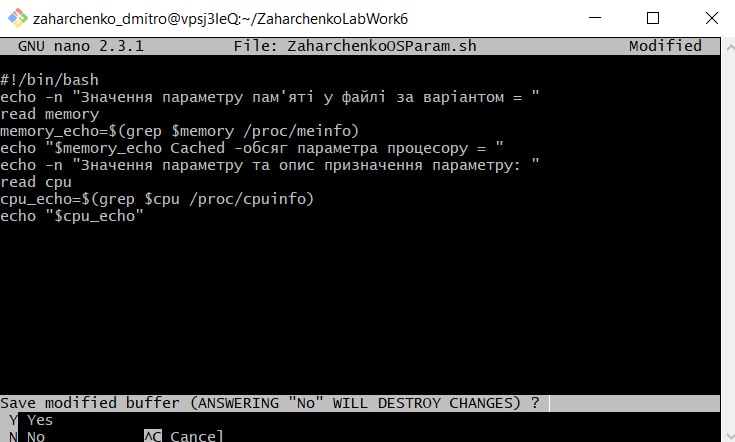 zaharchenko_dmitro@vpsj3IeQ:~/ZaharchenkoLabWork6
GNU nano 2.3.1 File: ZaharchenkoOSParam.sh Modified
#!/bin/bash
echo -n "Значення параметру пам'яті у файлі за варіантом = "
read memory
memory_echo=$(grep $memory /proc/meinfo)
echo "$memory_echo Cached -обсяг параметра процесору = "
echo -n "Значення параметру та опис призначення параметру: "
read cpu
cpu_echo=$(grep $cpu /proc/cpuinfo)
echo "$cpu_echo"
Save modified buffer (ANSWERING "No" WILL DESTROY CHANGES) ?
Y Yes
N No ^C Cancel